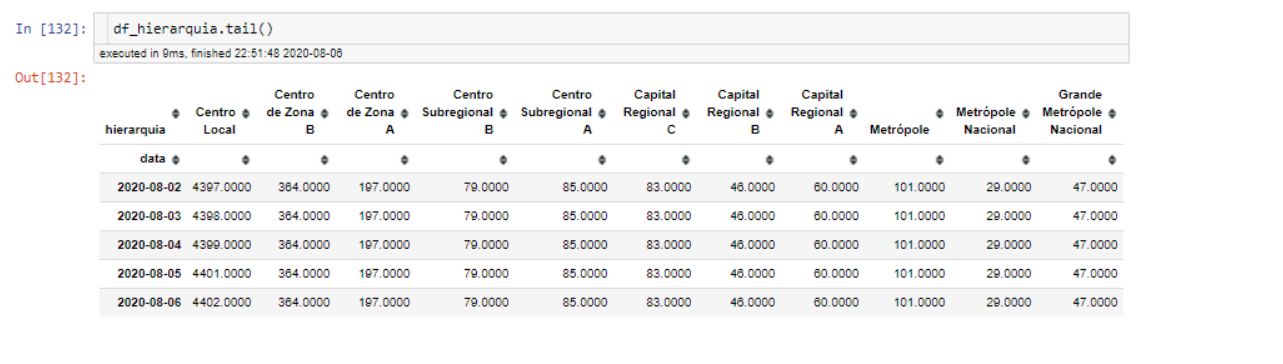 In [132]: df_hierarquia.tail()
executed in 9ms, finished 22:51:48 2020-08-06
Out[132]:
hierarquia Centro Local Centro de Zona B Centro de Zona A Centro Subregional B Centro Subregional A Capital Regional C Capital Regional B Capital Regional A Metrópole Metrópole Nacional Grande Metrópole Nacional
data
2020-08-02 4397.0000 364.0000 197.0000 79.0000 85.0000 83.0000 46.0000 60.0000 101.0000 29.0000 47.0000
2020-08-03 4398.0000 364.0000 197.0000 79.0000 85.0000 83.0000 46.0000 60.0000 101.0000 29.0000 47.0000
2020-08-04 4399.0000 364.0000 197.0000 79.0000 85.0000 83.0000 46.0000 60.0000 101.0000 29.0000 47.0000
2020-08-05 4401.0000 364.0000 197.0000 79.0000 85.0000 83.0000 46.0000 60.0000 101.0000 29.0000 47.0000
2020-08-06 4402.0000 364.0000 197.0000 79.0000 85.0000 83.0000 46.0000 60.0000 101.0000 29.0000 47.0000